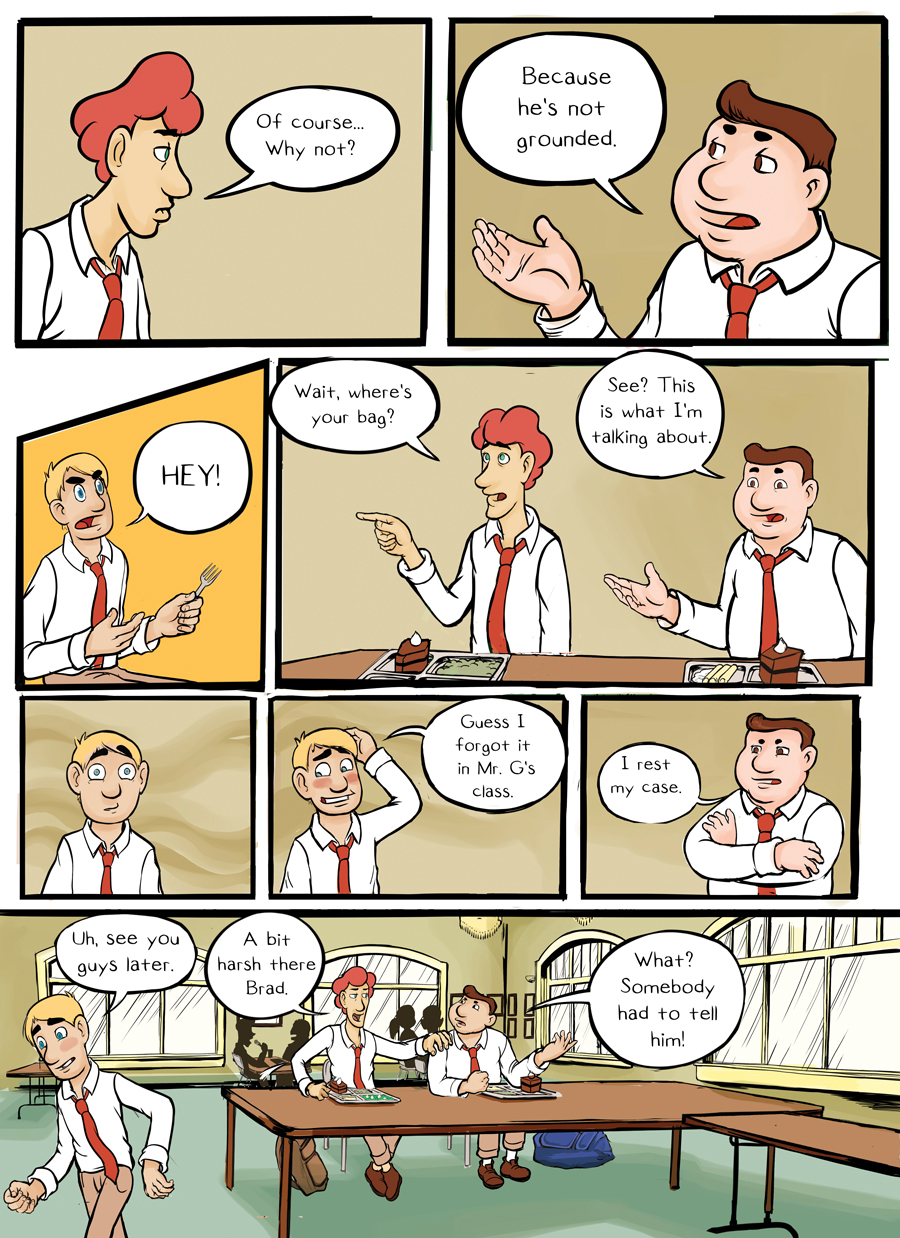 Of course...
Why not?
Because
he's not
grounded.
HEY!
Wait, where's
your bag?
See? This
is what I'm
talking about.
Guess I
forgot it
in Mr. G's
class.
I rest
my case.
Uh, see you
guys later.
A bit
harsh there
Brad.
What?
Somebody
had to tell
him!